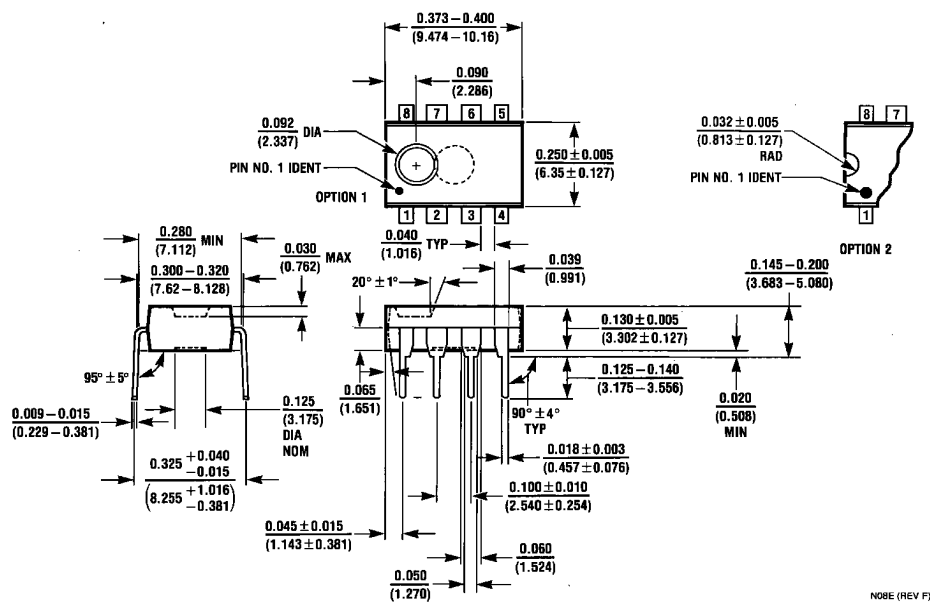 0.373 – 0.400
(9.474 – 10.16)
0.090
(2.286)
8 7 6 5
0.092 DIA
(2.337)
PIN NO. 1 IDENT
OPTION 1
0.250 ± 0.005
(6.35 ± 0.127)
1 2 3 4
0.032 ± 0.005
(0.813 ± 0.127)
RAD
PIN NO. 1 IDENT
8 7
1
OPTION 2
0.280 MIN
(7.112)
0.300 – 0.320
(7.62 – 8.128)
0.030 MAX
(0.762)
0.040 TYP
(1.016)
20° ± 1°
0.039
(0.991)
0.145 – 0.200
(3.683 – 5.080)
0.130 ± 0.005
(3.302 ± 0.127)
95° ± 5°
0.009 – 0.015
(0.229 – 0.381)
0.125
(3.175)
DIA
NOM
0.065
(1.651)
90° ± 4°
TYP
0.125 – 0.140
(3.175 – 3.556)
0.020
(0.508)
MIN
0.325 +0.040
–0.015
(8.255 +1.016
–0.381)
0.018 ± 0.003
(0.457 ± 0.076)
0.100 ± 0.010
(2.540 ± 0.254)
0.045 ± 0.015
(1.143 ± 0.381)
0.060
(1.524)
0.050
(1.270)
N08E (REV F)